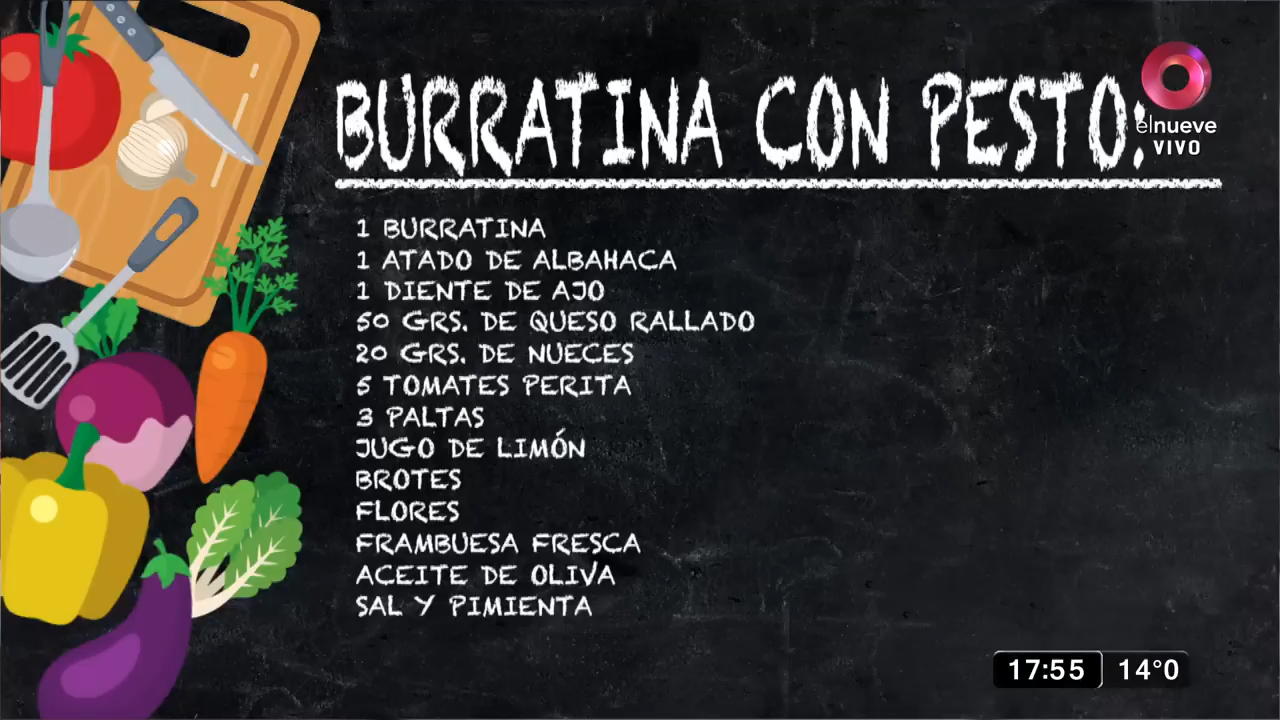 BURRATINA CON PESTO:
elnueve
VIVO
1 BURRATINA
1 ATADO DE ALBAHACA
1 DIENTE DE AJO
50 GRS. DE QUESO RALLADO
20 GRS. DE NUECES
5 TOMATES PERITA
3 PALTAS
JUGO DE LIMÓN
BROTES
FLORES
FRAMBUESA FRESCA
ACEITE DE OLIVA
SAL Y PIMIENTA
17:55 14°0